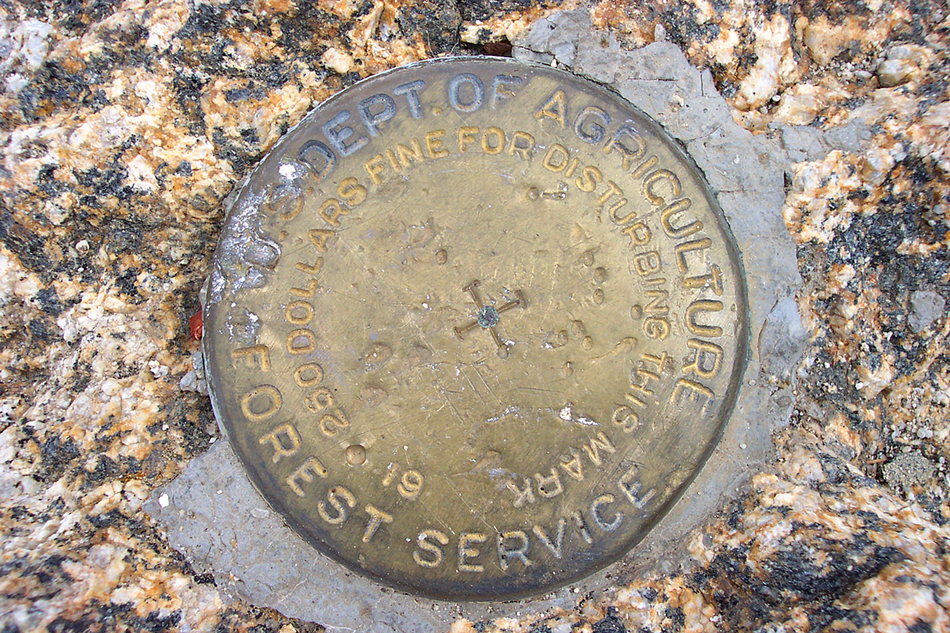 U.S. DEPT. OF AGRICULTURE
FOREST SERVICE
250 DOLLARS FINE FOR DISTURBING THIS MARK
19